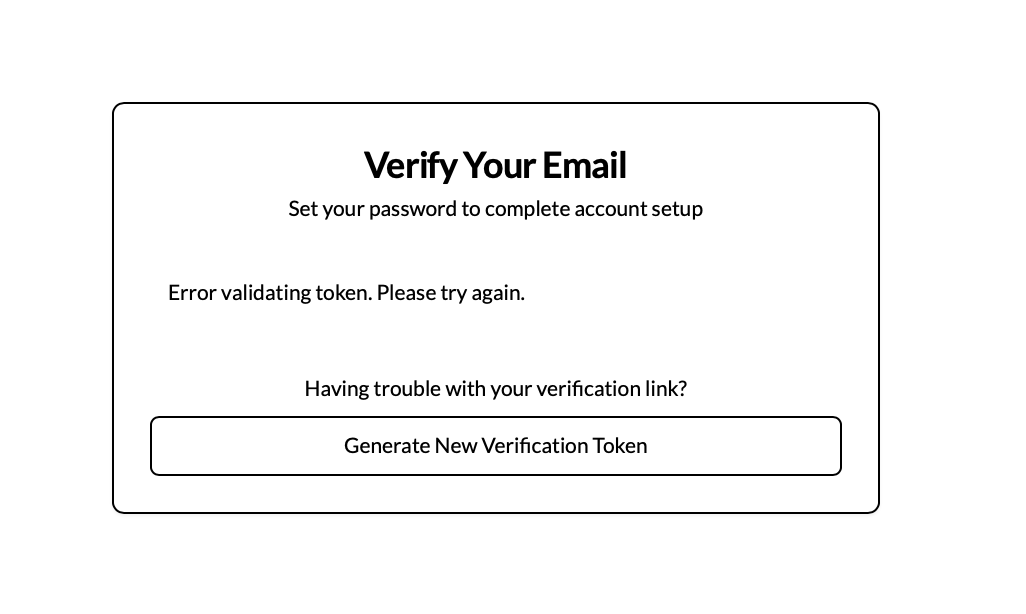 Verify Your Email
Set your password to complete account setup
Error validating token. Please try again.
Having trouble with your verification link?
Generate New Verification Token